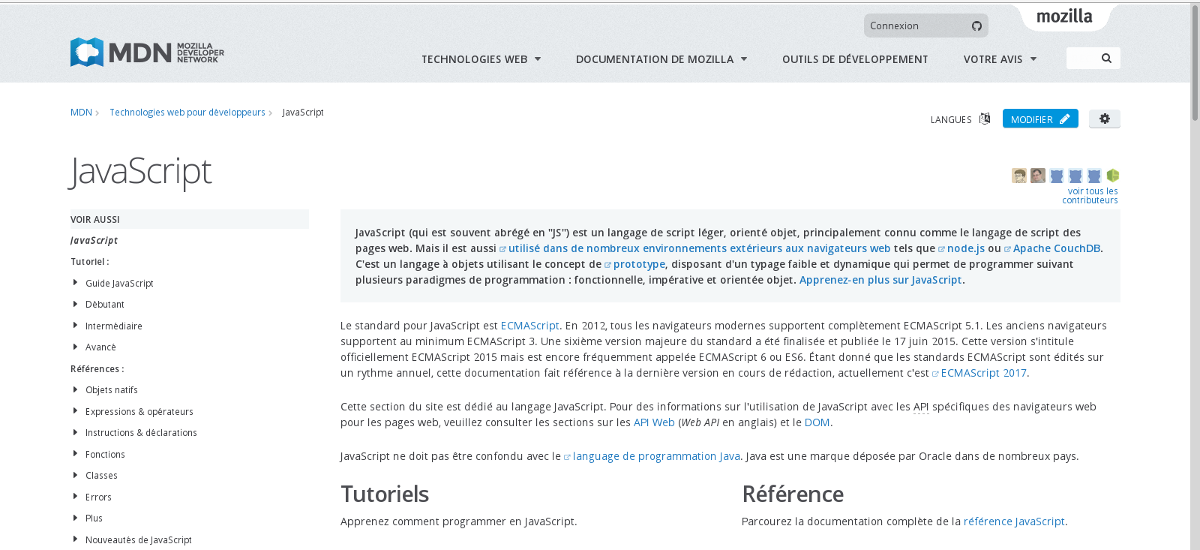 mozilla
Connexion
MDN MOZILLA
DEVELOPER
NETWORK
TECHNOLOGIES WEB DOCUMENTATION DE MOZILLA OUTILS DE DÉVELOPPEMENT VOTRE AVIS
MDN Technologies web pour développeurs JavaScript
LANGUES MODIFIER
JavaScript
voir tous les
contributeurs
VOIR AUSSI
JavaScript
Tutoriel :
Guide JavaScript
Débutant
Intermédiaire
Avancé
Références :
Objets natifs
Expressions & opérateurs
Instructions & déclarations
Fonctions
Classes
Errors
Plus
Nouveautés de JavaScript
JavaScript (qui est souvent abrégé en "JS") est un langage de script léger, orienté objet, principalement connu comme le langage de script des
pages web. Mais il est aussi utilisé dans de nombreux environnements extérieurs aux navigateurs web tels que node.js ou Apache CouchDB.
C'est un langage à objets utilisant le concept de prototype, disposant d'un typage faible et dynamique qui permet de programmer suivant
plusieurs paradigmes de programmation : fonctionnelle, impérative et orientée objet. Apprenez-en plus sur JavaScript.
Le standard pour JavaScript est ECMAScript. En 2012, tous les navigateurs modernes supportent complètement ECMAScript 5.1. Les anciens navigateurs
supportent au minimum ECMAScript 3. Une sixième version majeure du standard a été finalisée et publiée le 17 juin 2015. Cette version s'intitule
officiellement ECMAScript 2015 mais est encore fréquemment appelée ECMAScript 6 ou ES6. Étant donné que les standards ECMAScript sont édités sur
un rythme annuel, cette documentation fait référence à la dernière version en cours de rédaction, actuellement c'est ECMAScript 2017.
Cette section du site est dédié au langage JavaScript. Pour des informations sur l'utilisation de JavaScript avec les API spécifiques des navigateurs web
pour les pages web, veuillez consulter les sections sur les API Web (Web API en anglais) et le DOM.
JavaScript ne doit pas être confondu avec le language de programmation Java. Java est une marque déposée par Oracle dans de nombreux pays.
Tutoriels
Apprenez comment programmer en JavaScript.
Référence
Parcourez la documentation complète de la référence JavaScript.